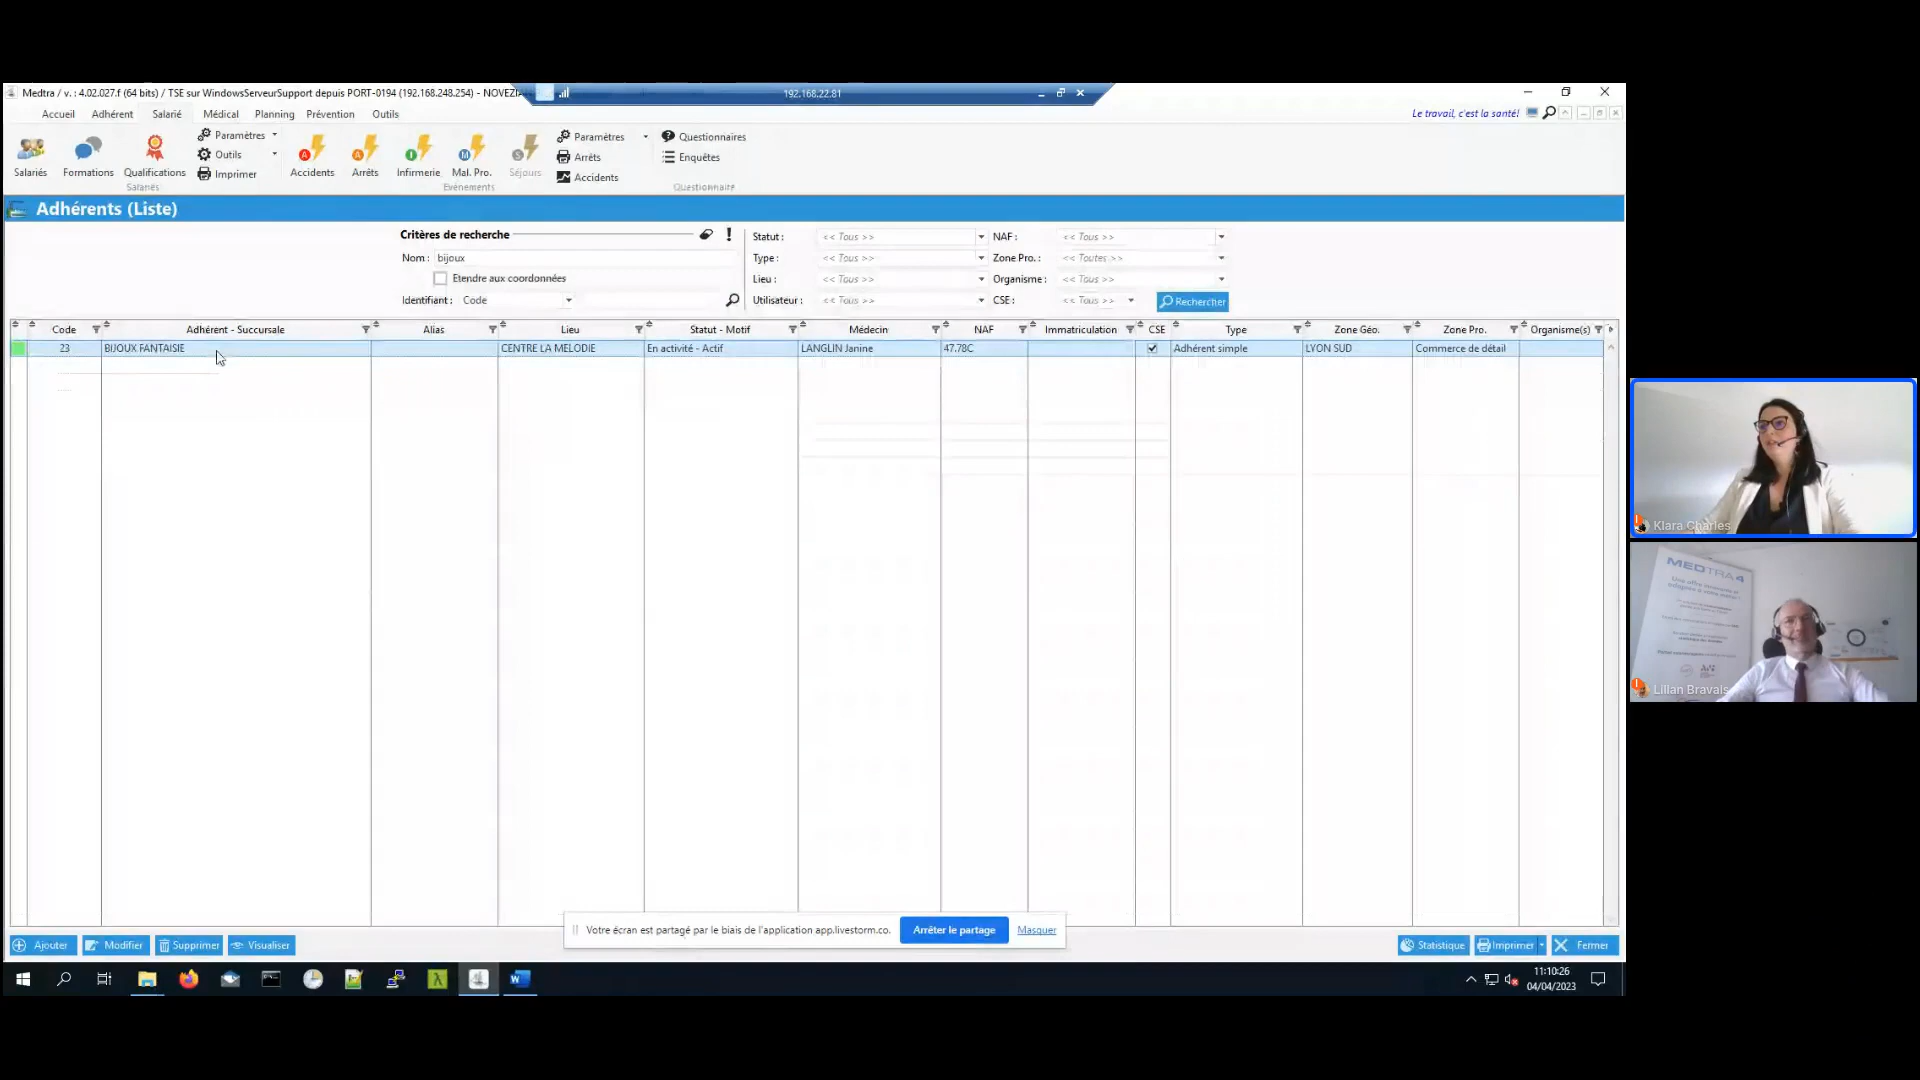 Medtra / v. : 4.02.027.f (64 bits) / TSE sur WindowsServeurSupport depuis PORT-0194 (192.168.248.254) - NOVEZIA
192.168.22.81
Accueil Adhérent Salarié Médical Planning Prévention Outils
Le travail, c'est la santé!
Salariés Formations Qualifications
Paramètres
Outils
Imprimer
Salariés
Accidents Arrêts Infirmerie Mal. Pro. Séjours
Paramètres
Arrêts
Accidents
Evènements
Questionnaires
Enquêtes
Questionnaire
Adhérents (Liste)
Critères de recherche
Nom : bijoux
Etendre aux coordonnées
Identifiant : Code
Statut : << Tous >> NAF : << Tous >>
Type : << Tous >> Zone Pro. : << Toutes >>
Lieu : << Tous >> Organisme : << Tous >>
Utilisateur : << Tous >> CSE : << Tous >> Rechercher
Code Adhérent - Succursale Alias Lieu Statut - Motif Médecin NAF Immatriculation CSE Type Zone Géo. Zone Pro. Organisme(s)
23 BIJOUX FANTAISIE CENTRE LA MELODIE En activité - Actif LANGLIN Janine 47.78C Adhérent simple LYON SUD Commerce de détail
Klara Charles
MEDTRA 4
Lilian Bravais
Votre écran est partagé par le biais de l'application app.livestorm.co. Arrêter le partage Masquer
Ajouter Modifier Supprimer Visualiser Statistique Imprimer Fermer
11:10:26
04/04/2023